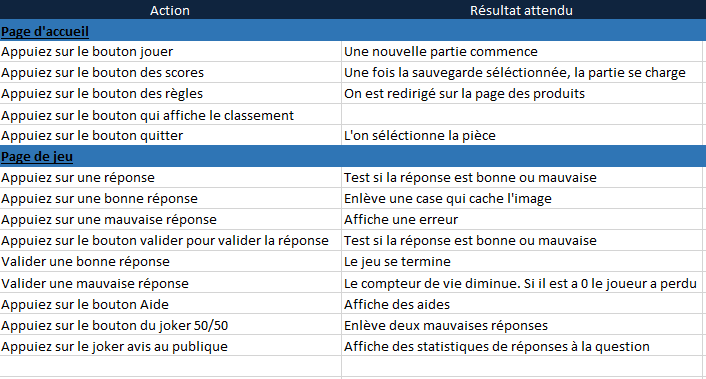 Action Résultat attendu
Page d'accueil
Appuiez sur le bouton jouer Une nouvelle partie commence
Appuiez sur le bouton des scores Une fois la sauvegarde séléctionnée, la partie se charge
Appuiez sur le bouton des règles On est redirigé sur la page des produits
Appuiez sur le bouton qui affiche le classement
Appuiez sur le bouton quitter L'on séléctionne la pièce
Page de jeu
Appuiez sur une réponse Test si la réponse est bonne ou mauvaise
Appuiez sur une bonne réponse Enlève une case qui cache l'image
Appuiez sur une mauvaise réponse Affiche une erreur
Appuiez sur le bouton valider pour valider la réponse Test si la réponse est bonne ou mauvaise
Valider une bonne réponse Le jeu se termine
Valider une mauvaise réponse Le compteur de vie diminue. Si il est a 0 le joueur a perdu
Appuiez sur le bouton Aide Affiche des aides
Appuiez sur le bouton du joker 50/50 Enlève deux mauvaises réponses
Appuiez sur le joker avis au publique Affiche des statistiques de réponses à la question